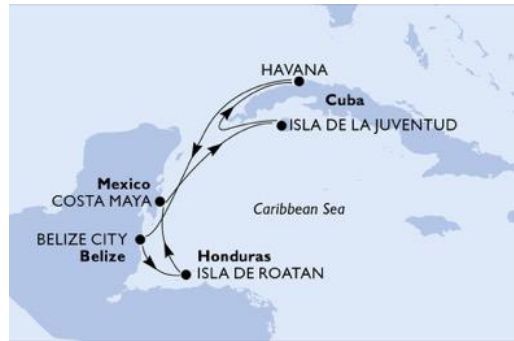 HAVANA
Cuba
ISLA DE LA JUVENTUD
Mexico
COSTA MAYA
Caribbean Sea
BELIZE CITY
Belize
Honduras
ISLA DE ROATAN